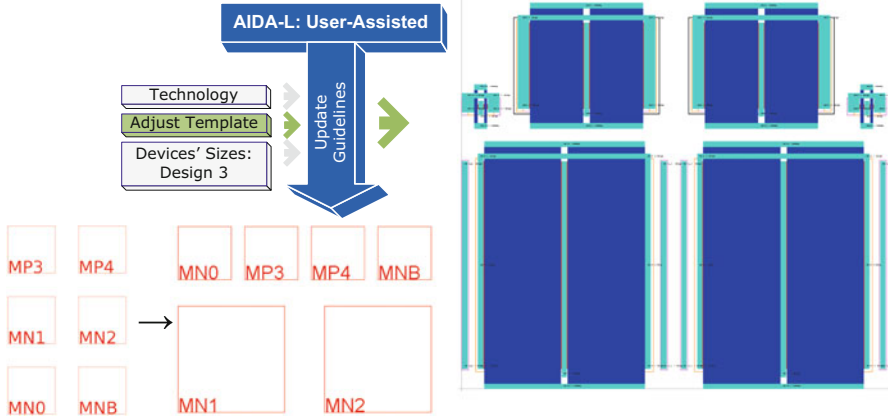 AIDA-L: User-Assisted
Technology
Adjust Template
Devices' Sizes:
Design 3
Update
Guidelines
MP3 MP4
MN1 MN2
MN0 MNB
→
MN0 MP3 MP4 MNB
MN1 MN2